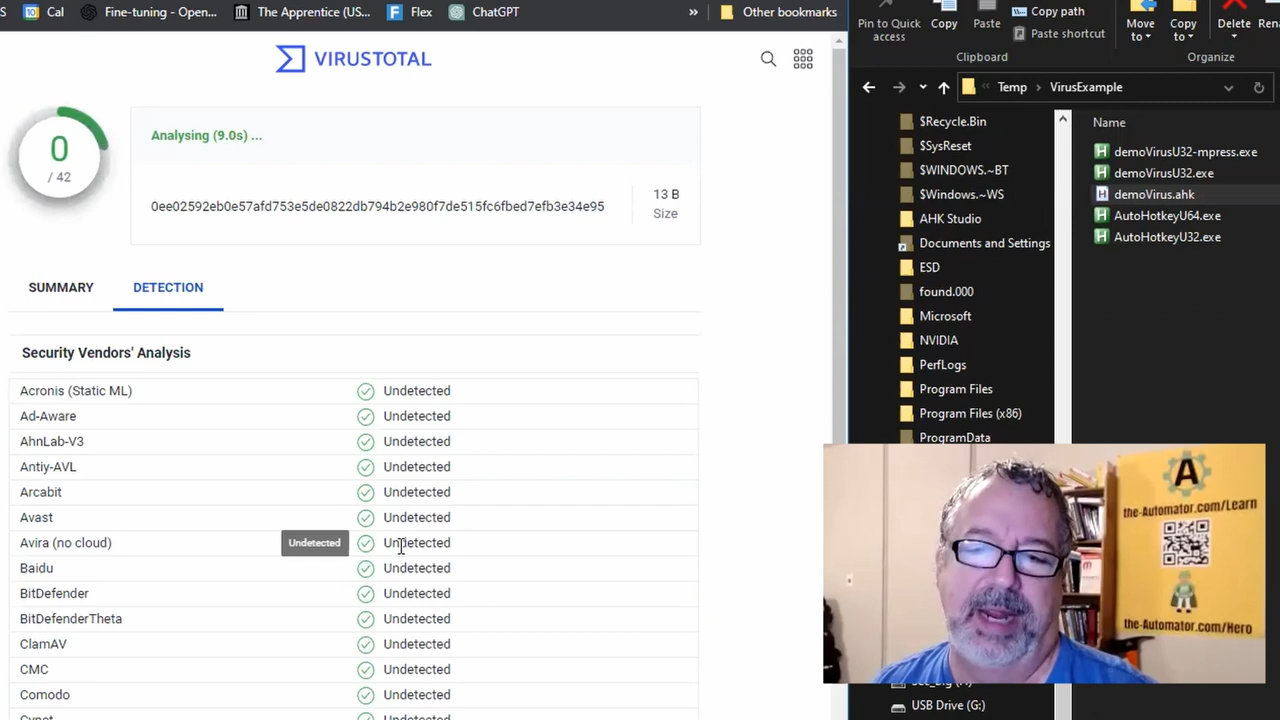 Cal
Fine-tuning - Openi...
The Apprentice (US...
Flex
ChatGPT
»
Other bookmarks
VIRUSTOTAL
0
/ 42
Analysing (9.0s) ...
0ee02592eb0e57afd753e5de0822db794b2e980f7de515fc6fbed7efb3e34e95
13 B
Size
SUMMARY
DETECTION
Security Vendors' Analysis
Acronis (Static ML) Undetected
Ad-Aware Undetected
AhnLab-V3 Undetected
Antiy-AVL Undetected
Arcabit Undetected
Avast Undetected
Avira (no cloud) Undetected Undetected
Baidu Undetected
BitDefender Undetected
BitDefenderTheta Undetected
ClamAV Undetected
CMC Undetected
Comodo Undetected
Pin to Quick
access
Copy
Paste
Copy path
Paste shortcut
Move
to
Copy
to
Delete
Clipboard
Organize
Temp › VirusExample
$Recycle.Bin
$SysReset
$WINDOWS.~BT
$Windows.~WS
AHK Studio
Documents and Settings
ESD
found.000
Microsoft
NVIDIA
PerfLogs
Program Files
Program Files (x86)
ProgramData
USB Drive (G:)
Name
demoVirusU32-mpress.exe
demoVirusU32.exe
demoVirus.ahk
AutoHotkeyU64.exe
AutoHotkeyU32.exe
A
the-Automator.com/Learn
the-Automator.com/Hero